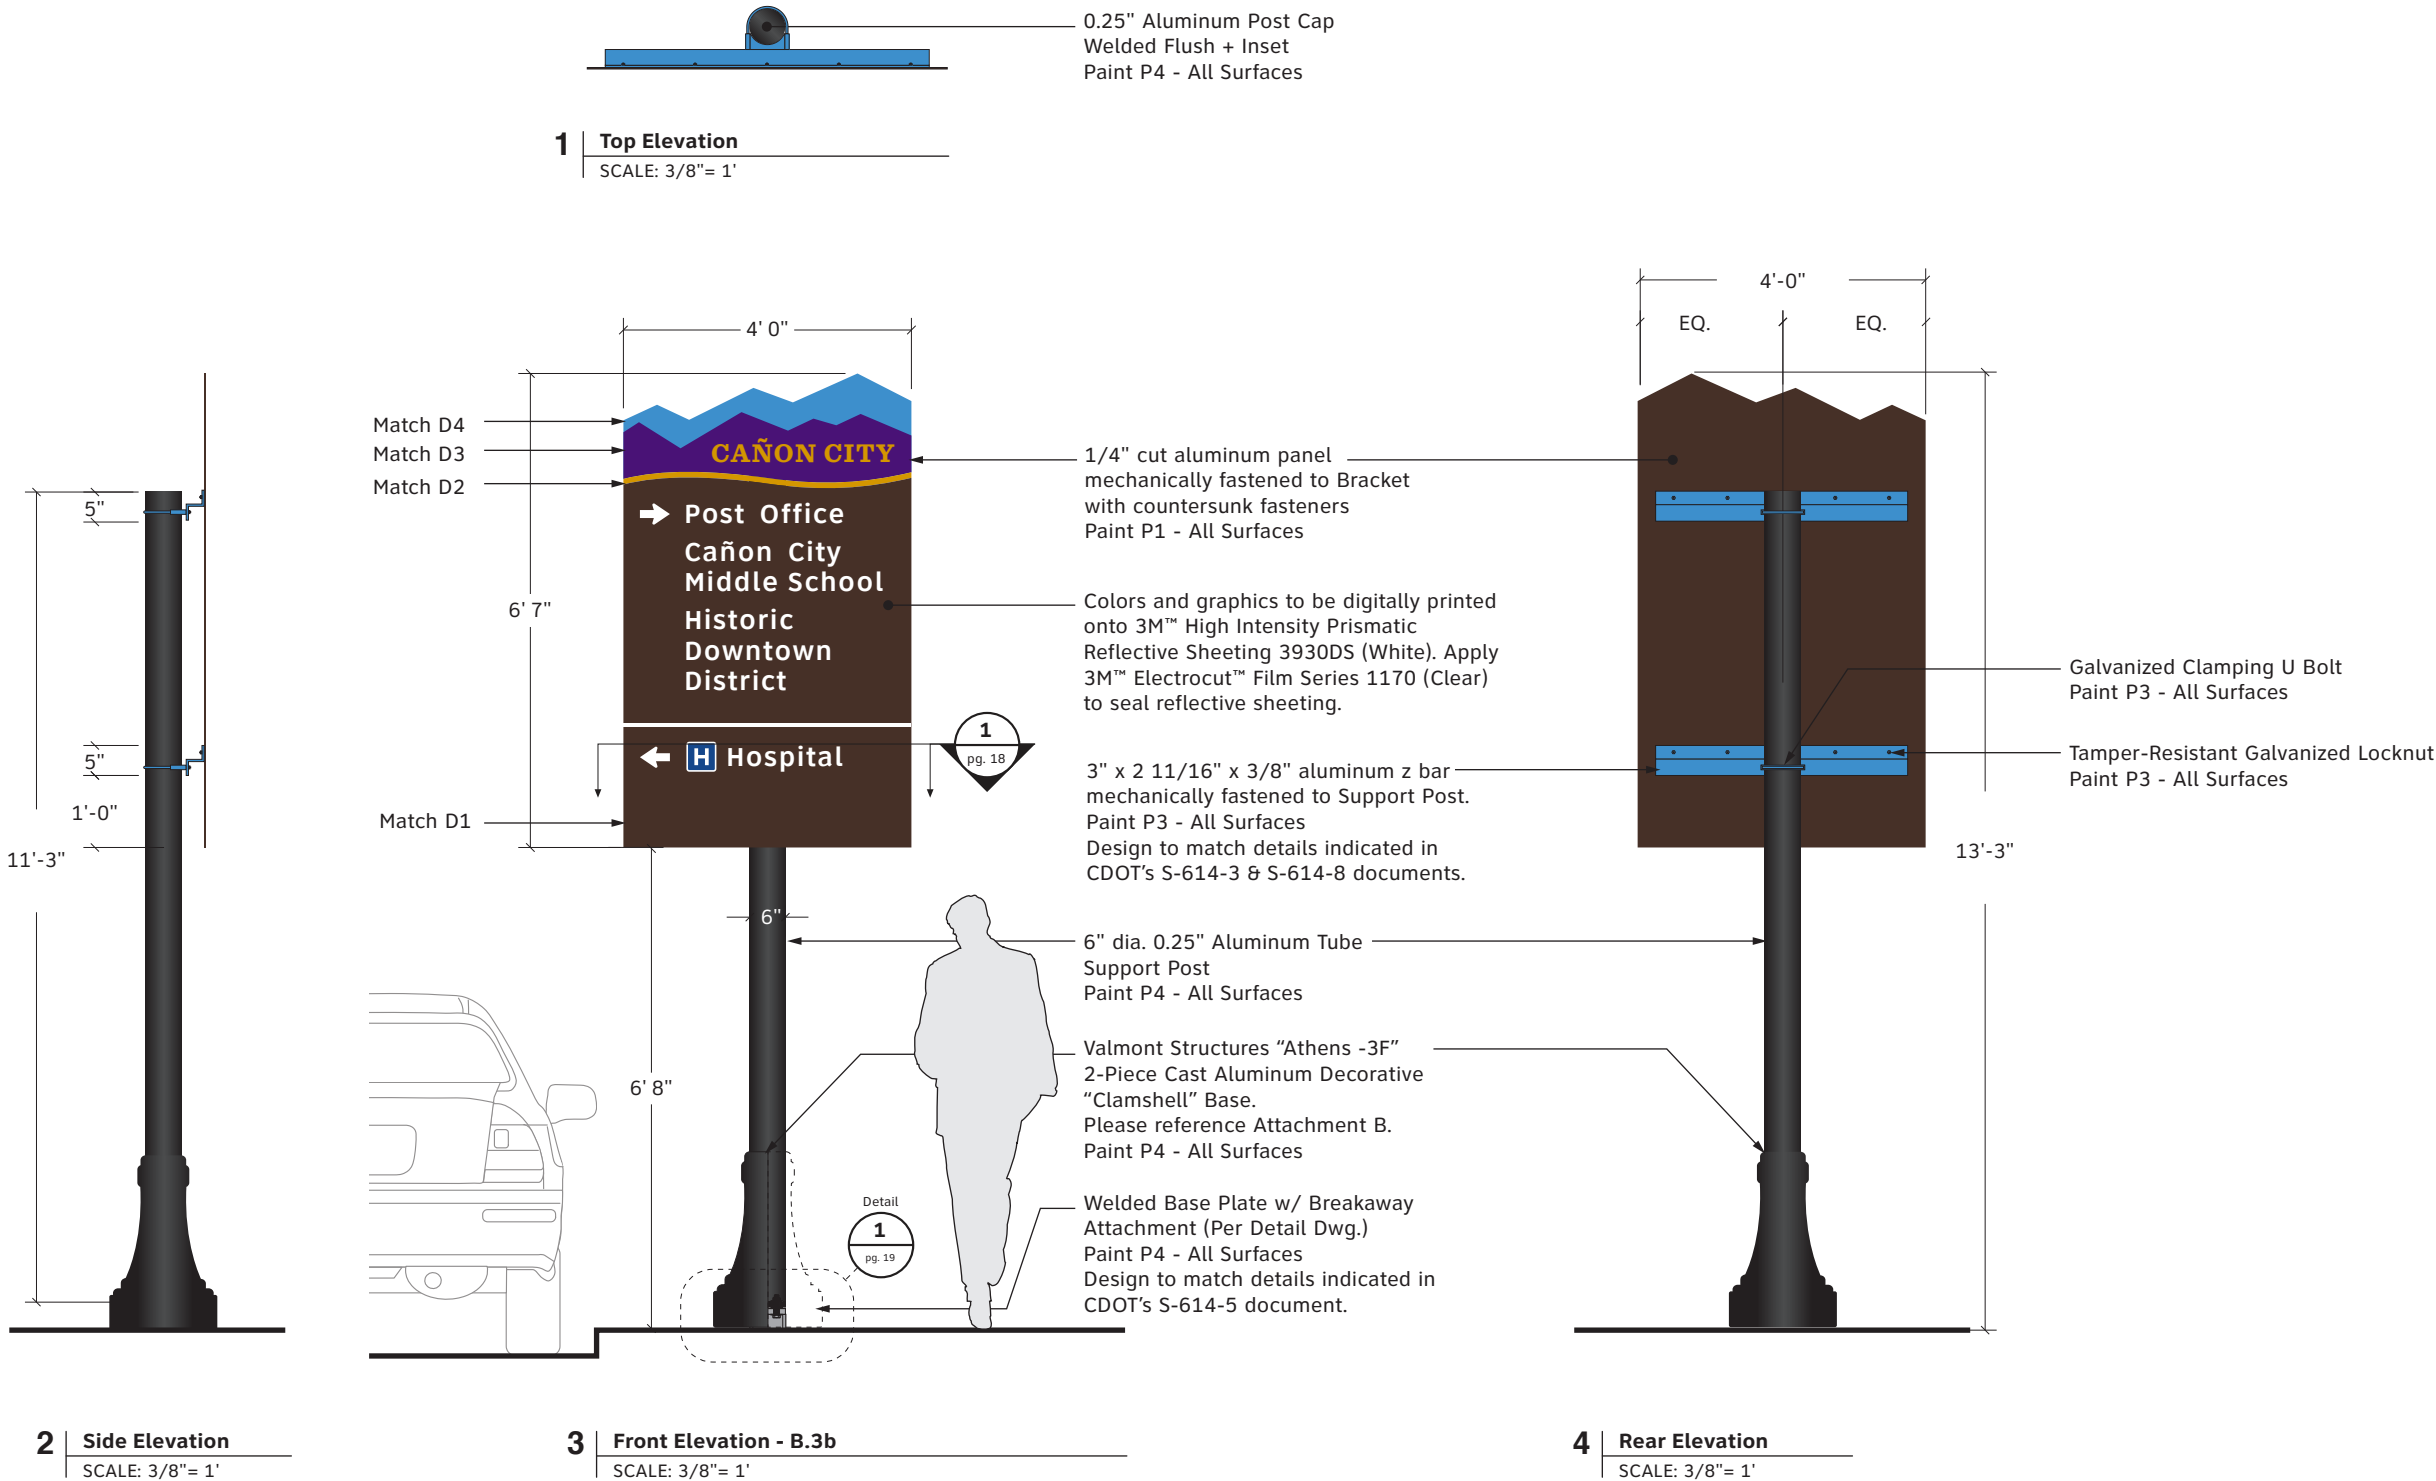 0.25" Aluminum Post Cap
Welded Flush + Inset
Paint P4 - All Surfaces
1
Top Elevation
SCALE: 3/8"= 1'
4' 0"
4'-0"
EQ.
EQ.
Match D4
Match D3
Match D2
CAÑON CITY
Post Office
Cañon City
Middle School
Historic
Downtown
District
H Hospital
Match D1
6' 7"
6' 8"
6"
1
pg. 18
Detail
1
pg. 19
1/4" cut aluminum panel
mechanically fastened to Bracket
with countersunk fasteners
Paint P1 - All Surfaces
Colors and graphics to be digitally printed
onto 3M™ High Intensity Prismatic
Reflective Sheeting 3930DS (White). Apply
3M™ Electrocut™ Film Series 1170 (Clear)
to seal reflective sheeting.
3" x 2 11/16" x 3/8" aluminum z bar
mechanically fastened to Support Post.
Paint P3 - All Surfaces
Design to match details indicated in
CDOT's S-614-3 & S-614-8 documents.
6" dia. 0.25" Aluminum Tube
Support Post
Paint P4 - All Surfaces
Valmont Structures “Athens -3F”
2-Piece Cast Aluminum Decorative
“Clamshell” Base.
Please reference Attachment B.
Paint P4 - All Surfaces
Welded Base Plate w/ Breakaway
Attachment (Per Detail Dwg.)
Paint P4 - All Surfaces
Design to match details indicated in
CDOT's S-614-5 document.
Galvanized Clamping U Bolt
Paint P3 - All Surfaces
Tamper-Resistant Galvanized Locknut
Paint P3 - All Surfaces
13'-3"
5"
5"
1'-0"
11'-3"
2
Side Elevation
SCALE: 3/8"= 1'
3
Front Elevation - B.3b
SCALE: 3/8"= 1'
4
Rear Elevation
SCALE: 3/8"= 1'